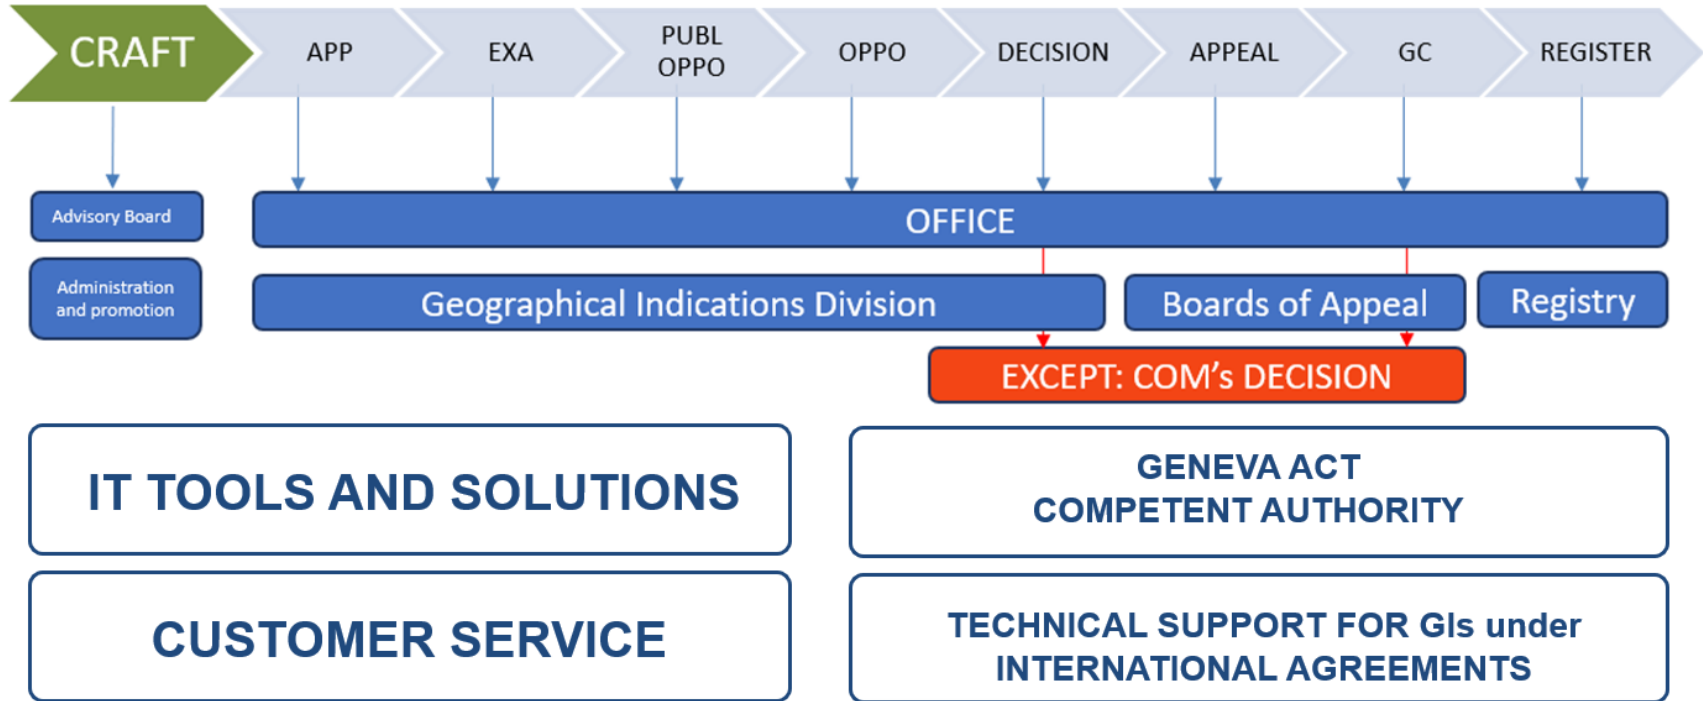 CRAFT
APP
EXA
PUBL
OPPO
OPPO
DECISION
APPEAL
GC
REGISTER
Advisory Board
OFFICE
Administration
and promotion
Geographical Indications Division
Boards of Appeal
Registry
EXCEPT: COM's DECISION
IT TOOLS AND SOLUTIONS
GENEVA ACT
COMPETENT AUTHORITY
CUSTOMER SERVICE
TECHNICAL SUPPORT FOR GIs under
INTERNATIONAL AGREEMENTS